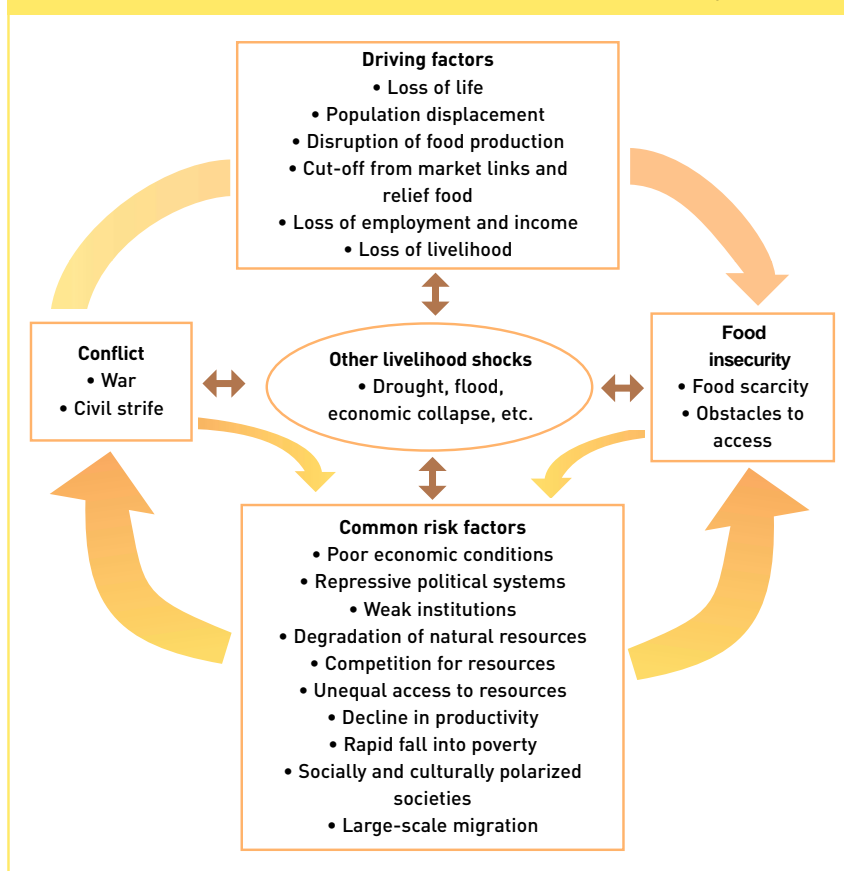 Driving factors
• Loss of life
• Population displacement
• Disruption of food production
• Cut-off from market links and
relief food
• Loss of employment and income
• Loss of livelihood
Conflict
• War
• Civil strife
Other livelihood shocks
• Drought, flood,
economic collapse, etc.
Food
insecurity
• Food scarcity
• Obstacles to
access
Common risk factors
• Poor economic conditions
• Repressive political systems
• Weak institutions
• Degradation of natural resources
• Competition for resources
• Unequal access to resources
• Decline in productivity
• Rapid fall into poverty
• Socially and culturally polarized
societies
• Large-scale migration